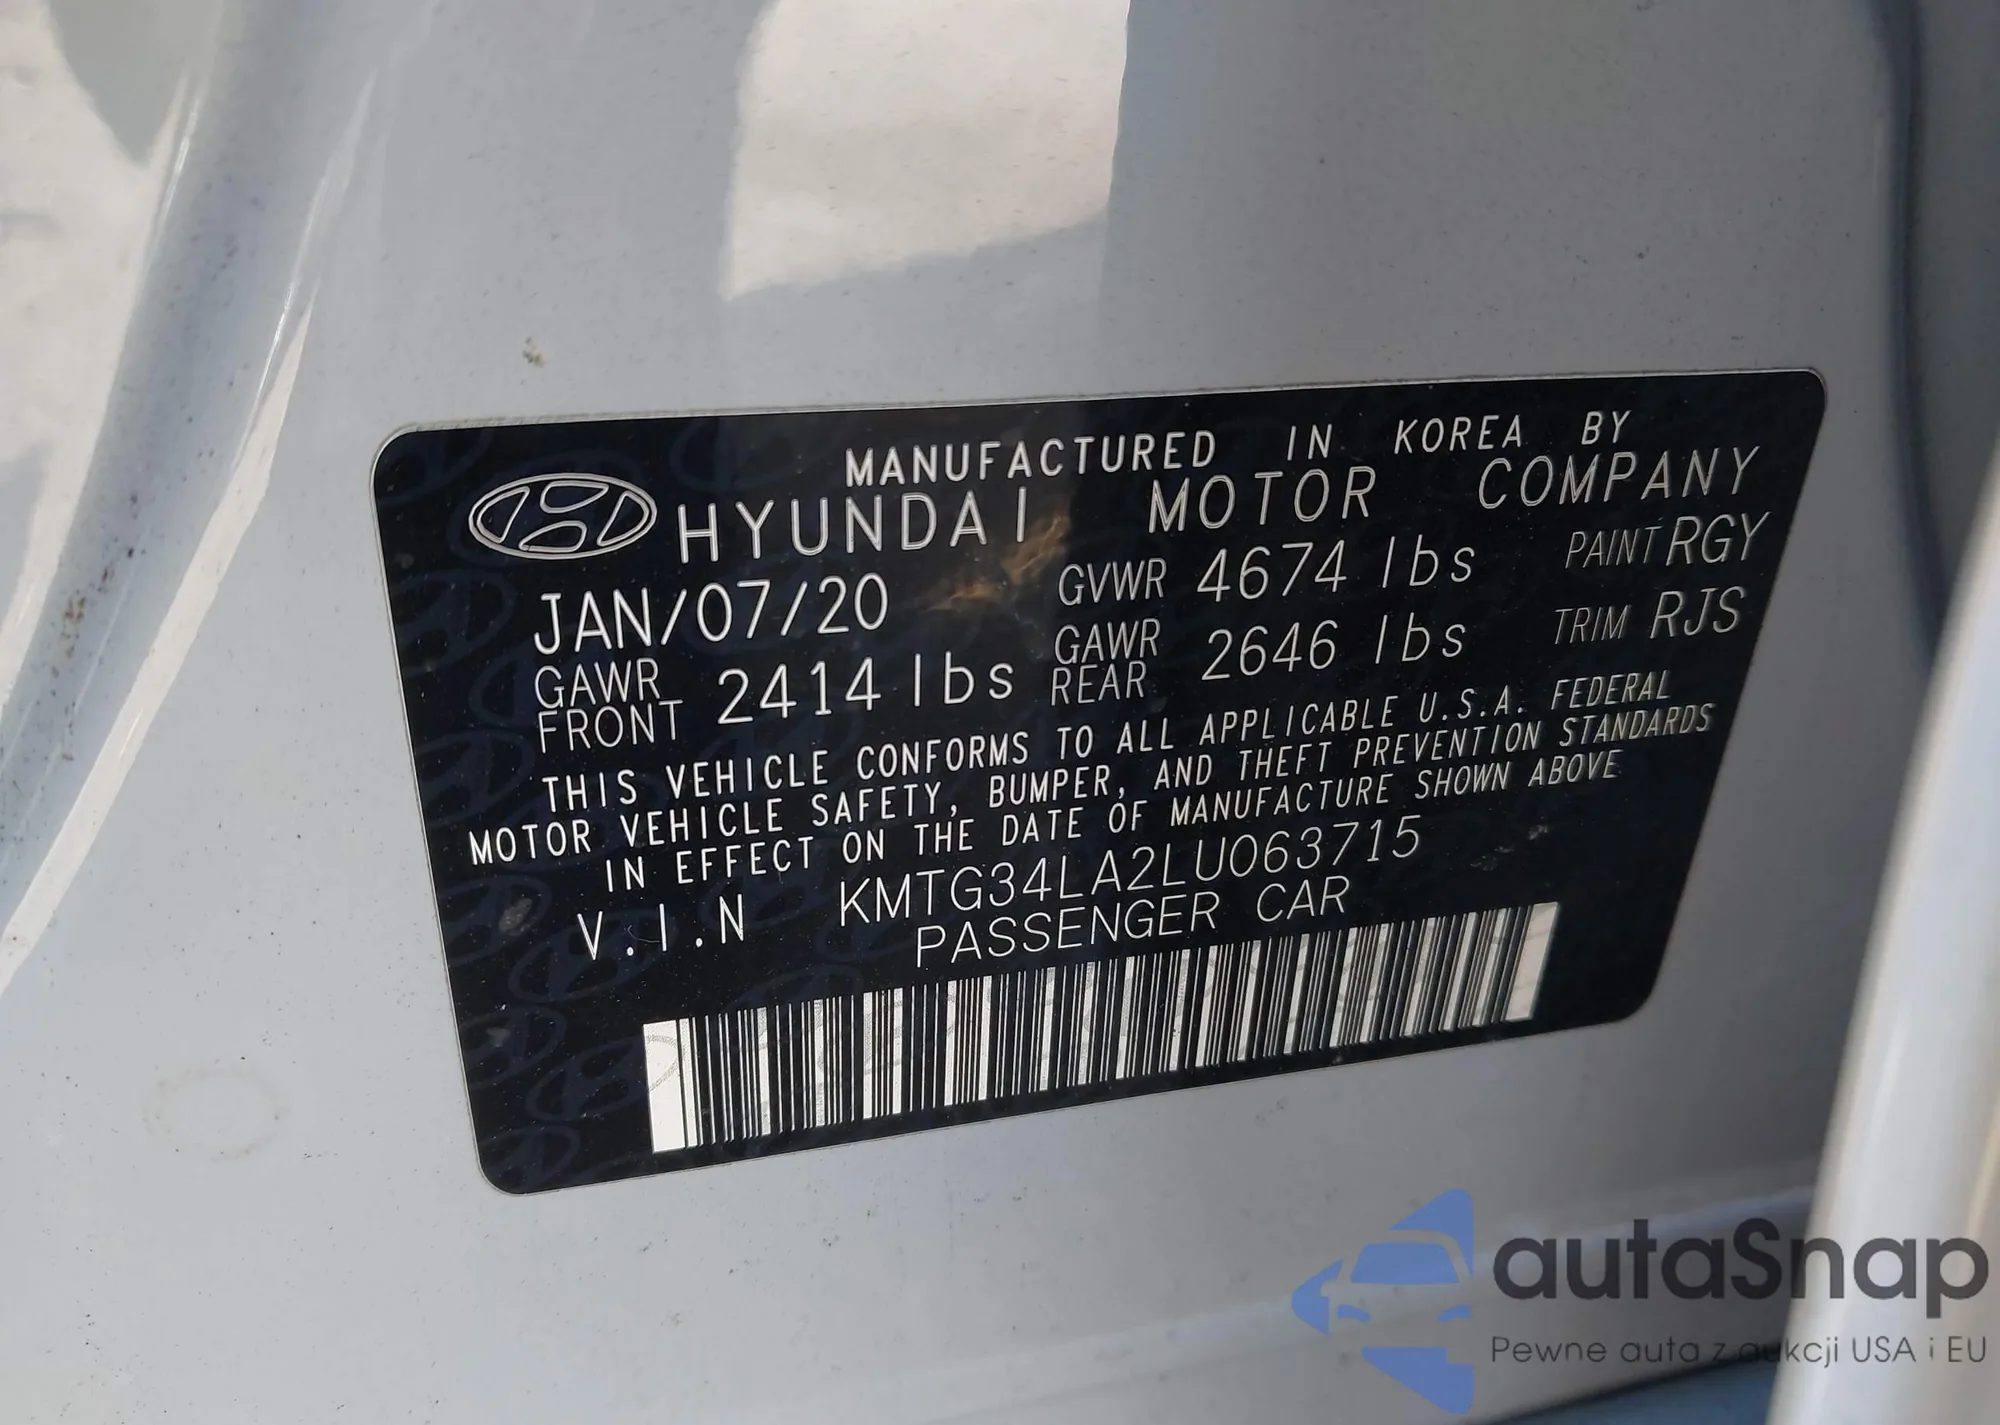 MANUFACTURED IN KOREA BY
HYUNDAI MOTOR COMPANY
JAN/07/20 GVWR 4674 lbs PAINT RGY
GAWR FRONT 2414 lbs GAWR REAR 2646 lbs TRIM RJS
THIS VEHICLE CONFORMS TO ALL APPLICABLE U.S.A. FEDERAL
MOTOR VEHICLE SAFETY, BUMPER, AND THEFT PREVENTION STANDARDS
IN EFFECT ON THE DATE OF MANUFACTURE SHOWN ABOVE
V.I.N KMTG34LA2LU063715
PASSENGER CAR
autaSnap
Pewne auta z aukcji USA i EU